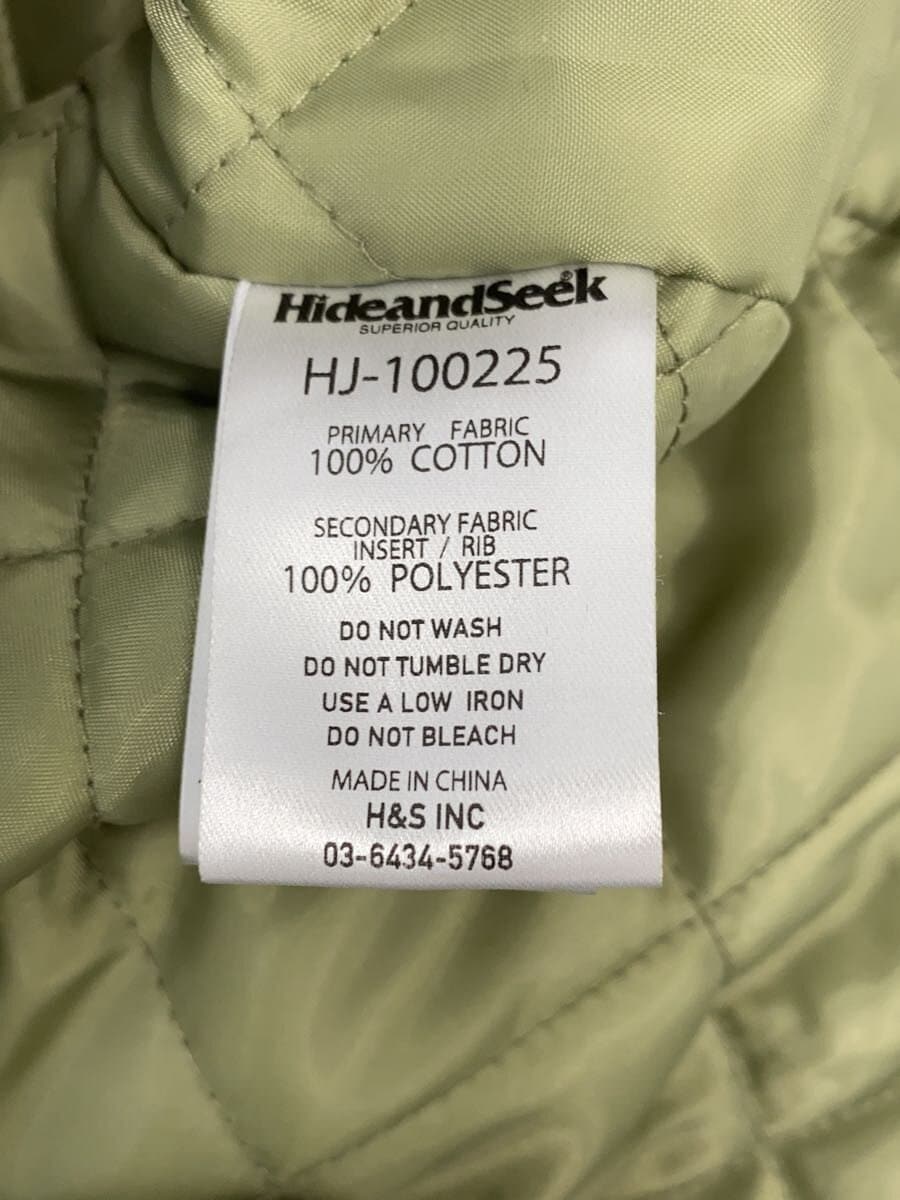 HideandSeek
SUPERIOR QUALITY
HJ-100225
PRIMARY FABRIC
100% COTTON
SECONDARY FABRIC
INSERT / RIB
100% POLYESTER
DO NOT WASH
DO NOT TUMBLE DRY
USE A LOW IRON
DO NOT BLEACH
MADE IN CHINA
H&S INC
03-6434-5768